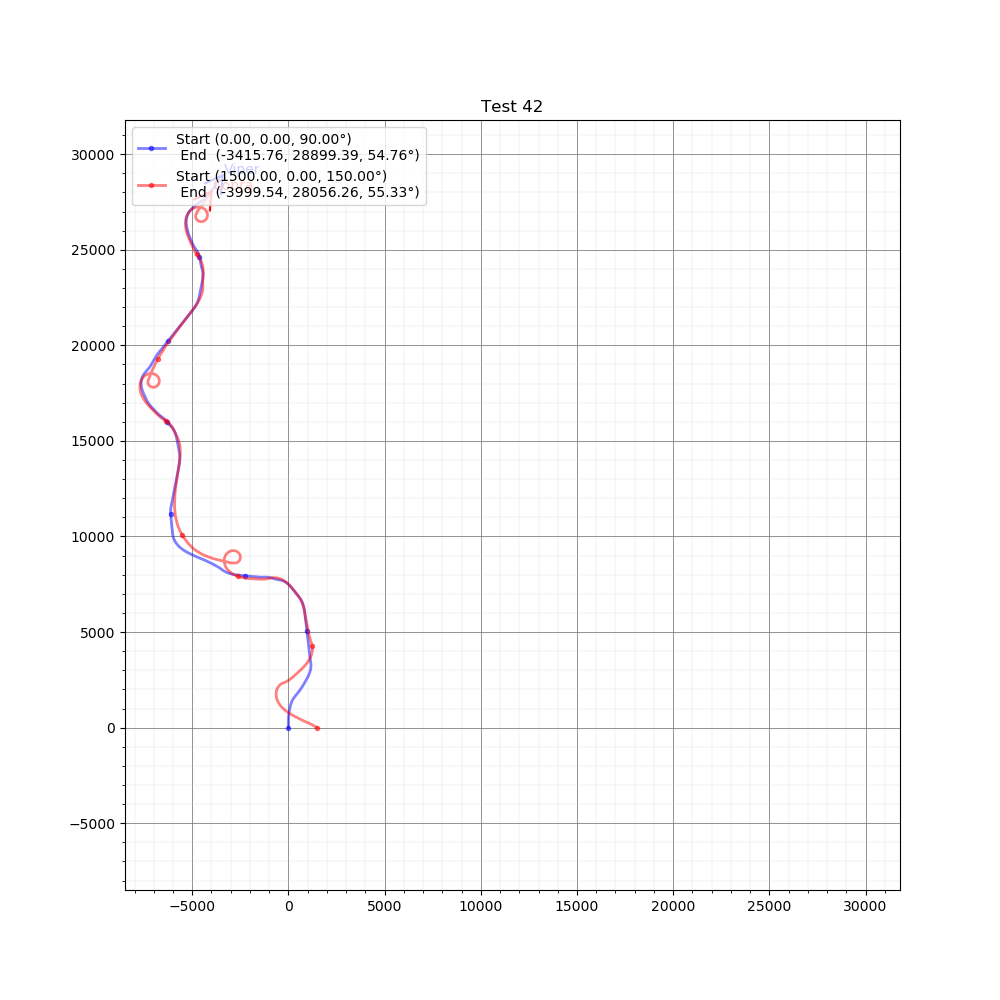 Test 42
Start (0.00, 0.00, 90.00°)
End (-3415.76, 28899.39, 54.76°)
Start (1500.00, 0.00, 150.00°)
End (-3999.54, 28056.26, 55.33°)
Viper
30000
25000
20000
15000
10000
5000
0
−5000
−5000 0 5000 10000 15000 20000 25000 30000